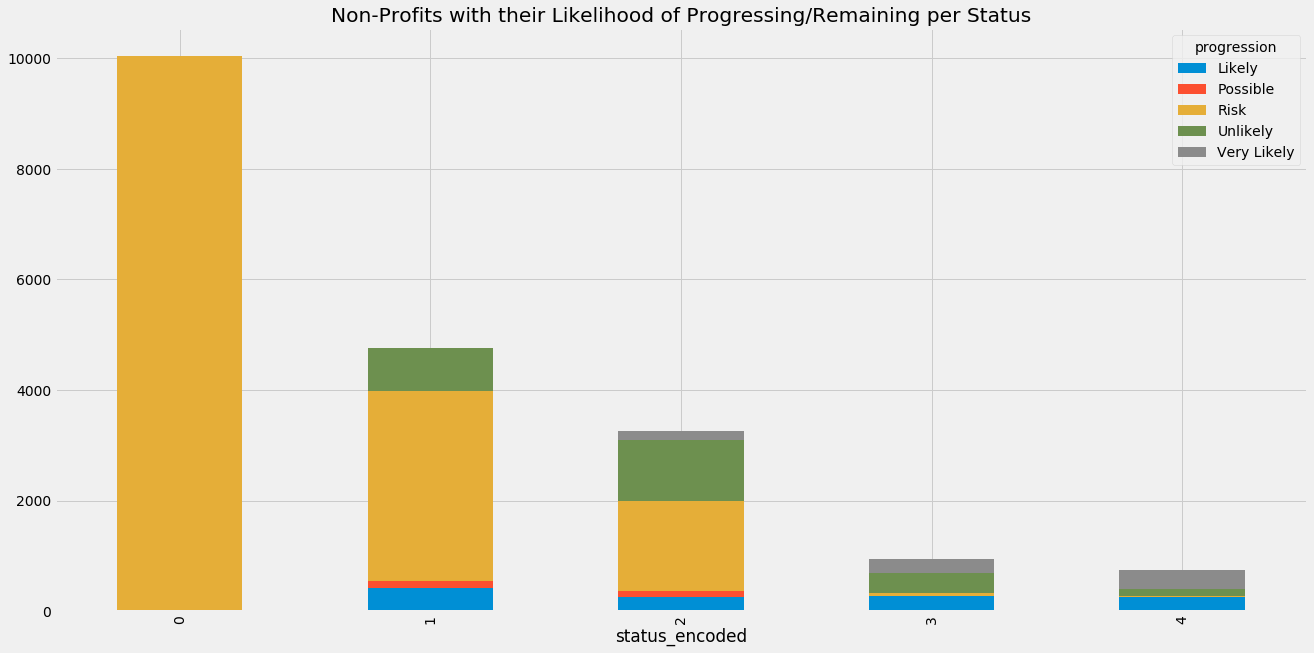 Non-Profits with their Likelihood of Progressing/Remaining per Status
progression
Likely
Possible
Risk
Unlikely
Very Likely
10000
8000
6000
4000
2000
0
0
1
2
3
4
status_encoded